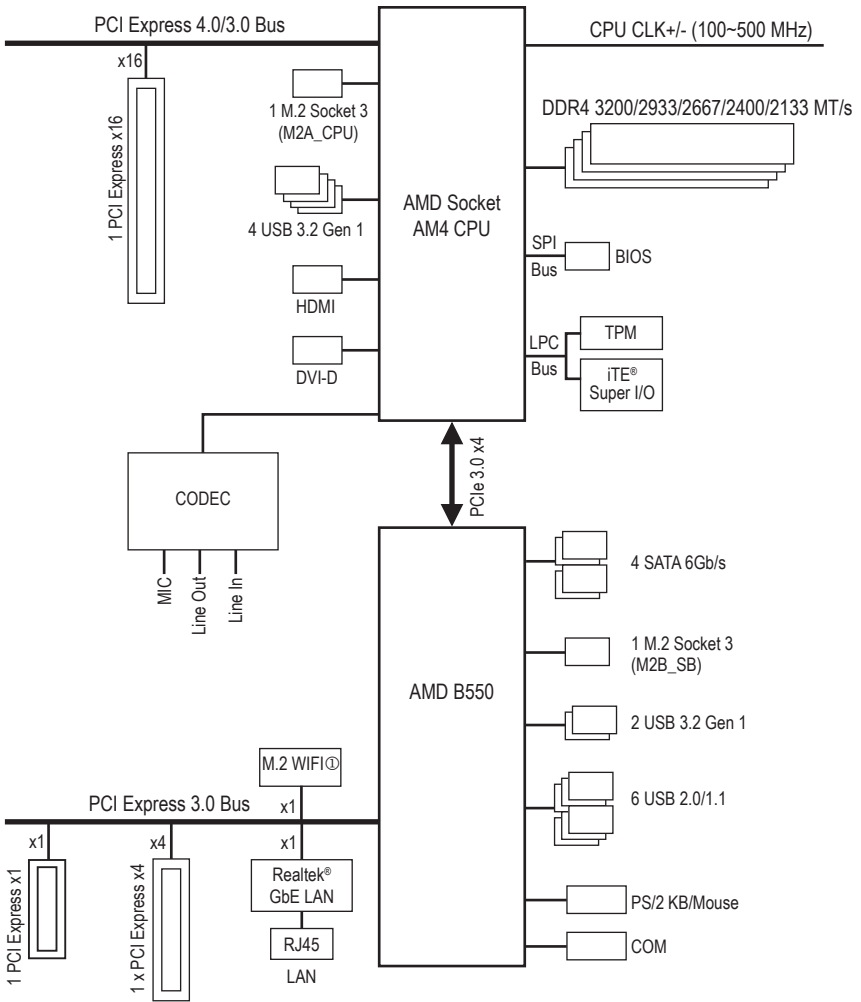 PCI Express 4.0/3.0 Bus
CPU CLK+/- (100~500 MHz)
x16
1 PCI Express x16
1 M.2 Socket 3
(M2A_CPU)
DDR4 3200/2933/2667/2400/2133 MT/s
4 USB 3.2 Gen 1
AMD Socket
AM4 CPU
SPI
Bus
BIOS
HDMI
LPC
Bus
TPM
iTE®
Super I/O
DVI-D
PCIe 3.0 x4
CODEC
MIC
Line Out
Line In
4 SATA 6Gb/s
1 M.2 Socket 3
(M2B_SB)
AMD B550
2 USB 3.2 Gen 1
M.2 WIFI①
6 USB 2.0/1.1
PCI Express 3.0 Bus
x1
x1
x4
x1
1 PCI Express x1
1 x PCI Express x4
Realtek®
GbE LAN
RJ45
LAN
PS/2 KB/Mouse
COM